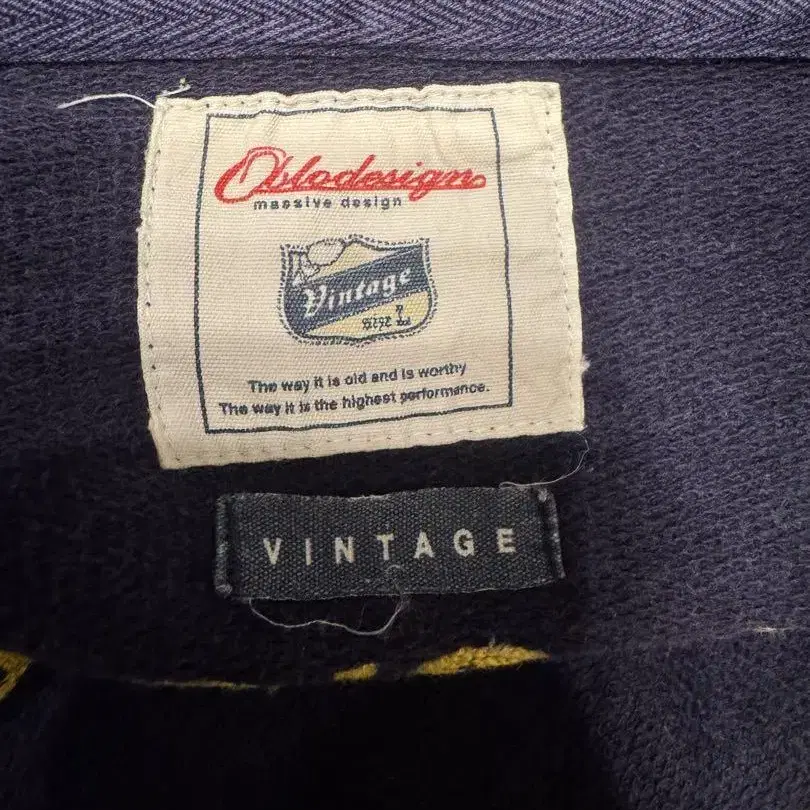 Oblodesign
massive design
Vintage
SIZE L
The way it is old and is worthy
The way it is the highest performance.
VINTAGE